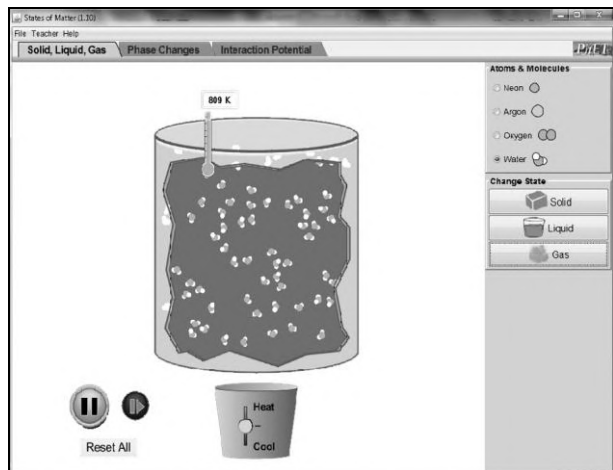 States of Matter (1.10)
File Teacher Help
Solid, Liquid, Gas Phase Changes Interaction Potential
PhET
Atoms & Molecules
Neon
Argon
Oxygen
Water
Change State
Solid
Liquid
Gas
809 K
Heat
Cool
Reset All